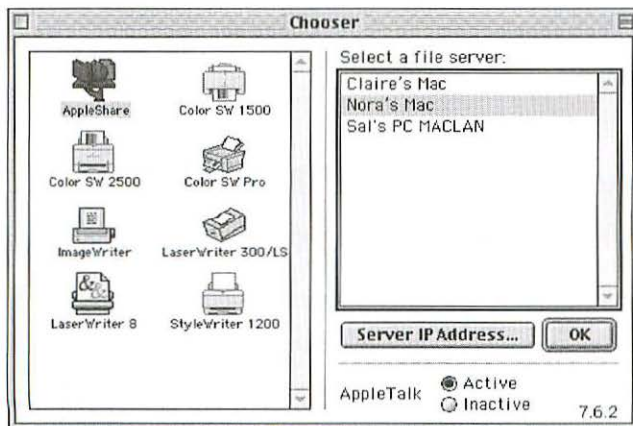 Chooser
AppleShare
Color SW 1500
Color SW 2500
Color SW Pro
ImageWriter
LaserWriter 300/LS
LaserWriter 8
StyleWriter 1200
Select a file server:
Claire's Mac
Nora's Mac
Sal's PC MACLAN
Server IP Address...
OK
AppleTalk
Active
Inactive
7.6.2